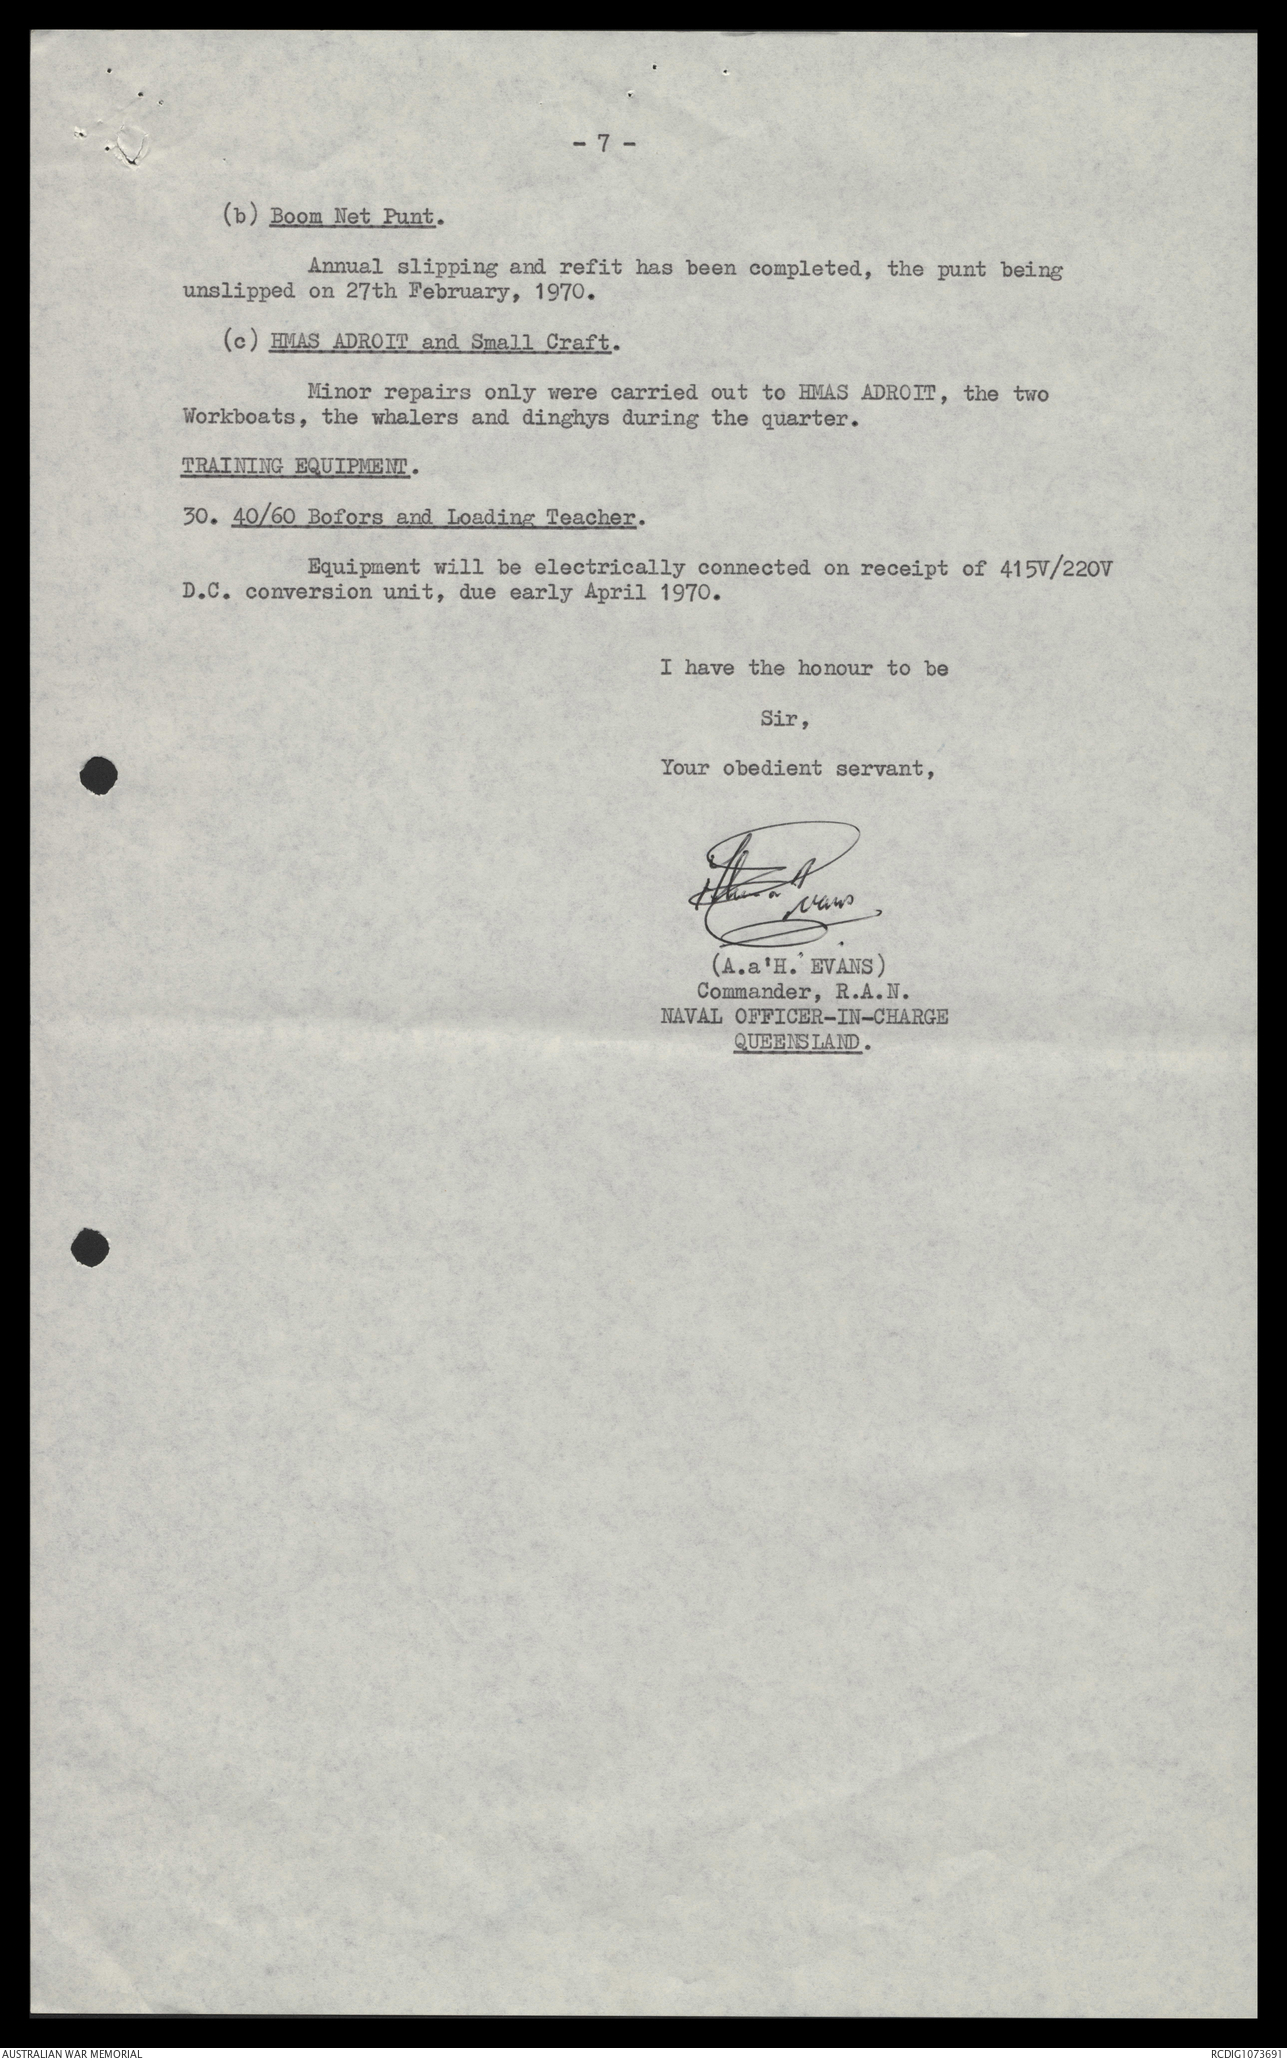 - 7 -
(b) Boom Net Punt.
Annual slipping and refit has been completed, the punt being
unslipped on 27th February, 1970.
(c) HMAS ADROIT and Small Craft.
Minor repairs only were carried out to HMAS ADROIT, the two
Workboats, the whalers and dinghys during the quarter.
TRAINING EQUIPMENT.
30. 40/60 Bofors and Loading Teacher.
Equipment will be electrically connected on receipt of 415V/220V
D.C. conversion unit, due early April 1970.
I have the honour to be
Sir,
Your obedient servant,
Evans
(A.a'H. EVANS)
Commander, R.A.N.
NAVAL OFFICER-IN-CHARGE
QUEENSLAND.
AUSTRALIAN WAR MEMORIAL
RCDIG1073691